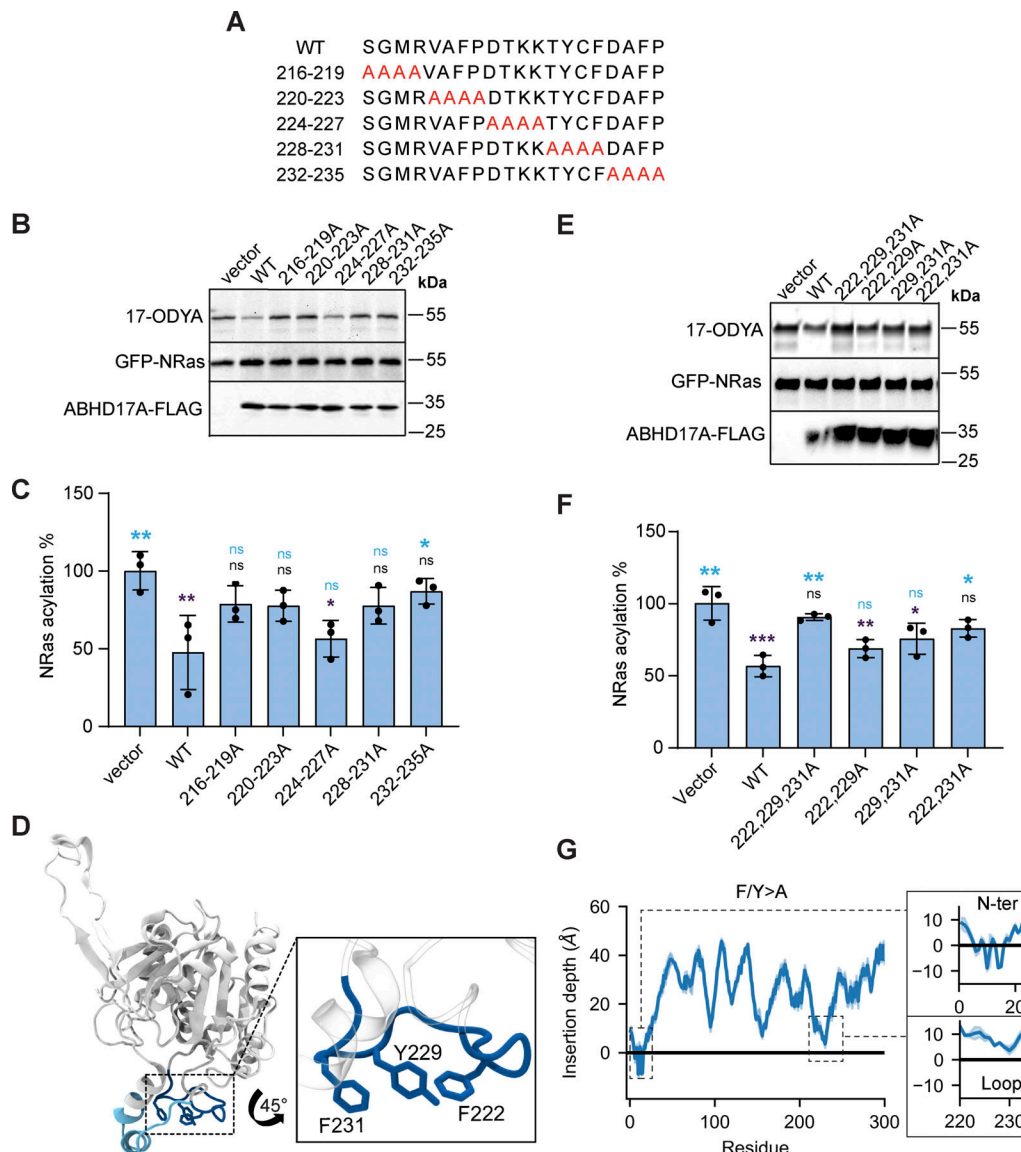 A
WT SGMRVAFPDTKKTYCFDAFP
216-219 AAAAVAFPDTKKTYCFDAFP
220-223 SGMRAAAADTKKTYCFDAFP
224-227 SGMRVAFPAAAATYCFDAFP
228-231 SGMRVAFPDTKKAAAADAFP
232-235 SGMRVAFPDTKKTYCFAAAA
B
vector WT 216-219A 220-223A 224-227A 228-231A 232-235A
kDa
17-ODYA 55
GFP-NRas 55
ABHD17A-FLAG 35
25
C
NRas acylation %
150
100
50
0
** ** ns ns ns ns ns * ns ns * ns
vector WT 216-219A 220-223A 224-227A 228-231A 232-235A
D
45°
Y229
F231
F222
E
vector WT 222,229,231A 222,229A 229,231A 222,231A
kDa
17-ODYA 55
GFP-NRas 55
ABHD17A-FLAG 35
25
F
NRas acylation %
150
100
50
0
** *** ** ns ns ** ns * * ns
Vector WT 222,229,231A 222,229A 229,231A 222,231A
G
F/Y>A
Insertion depth (Å)
60
40
20
0
0 300
Residue
N-ter
10
0
-10
0 20
10
0
-10
Loop
220 230